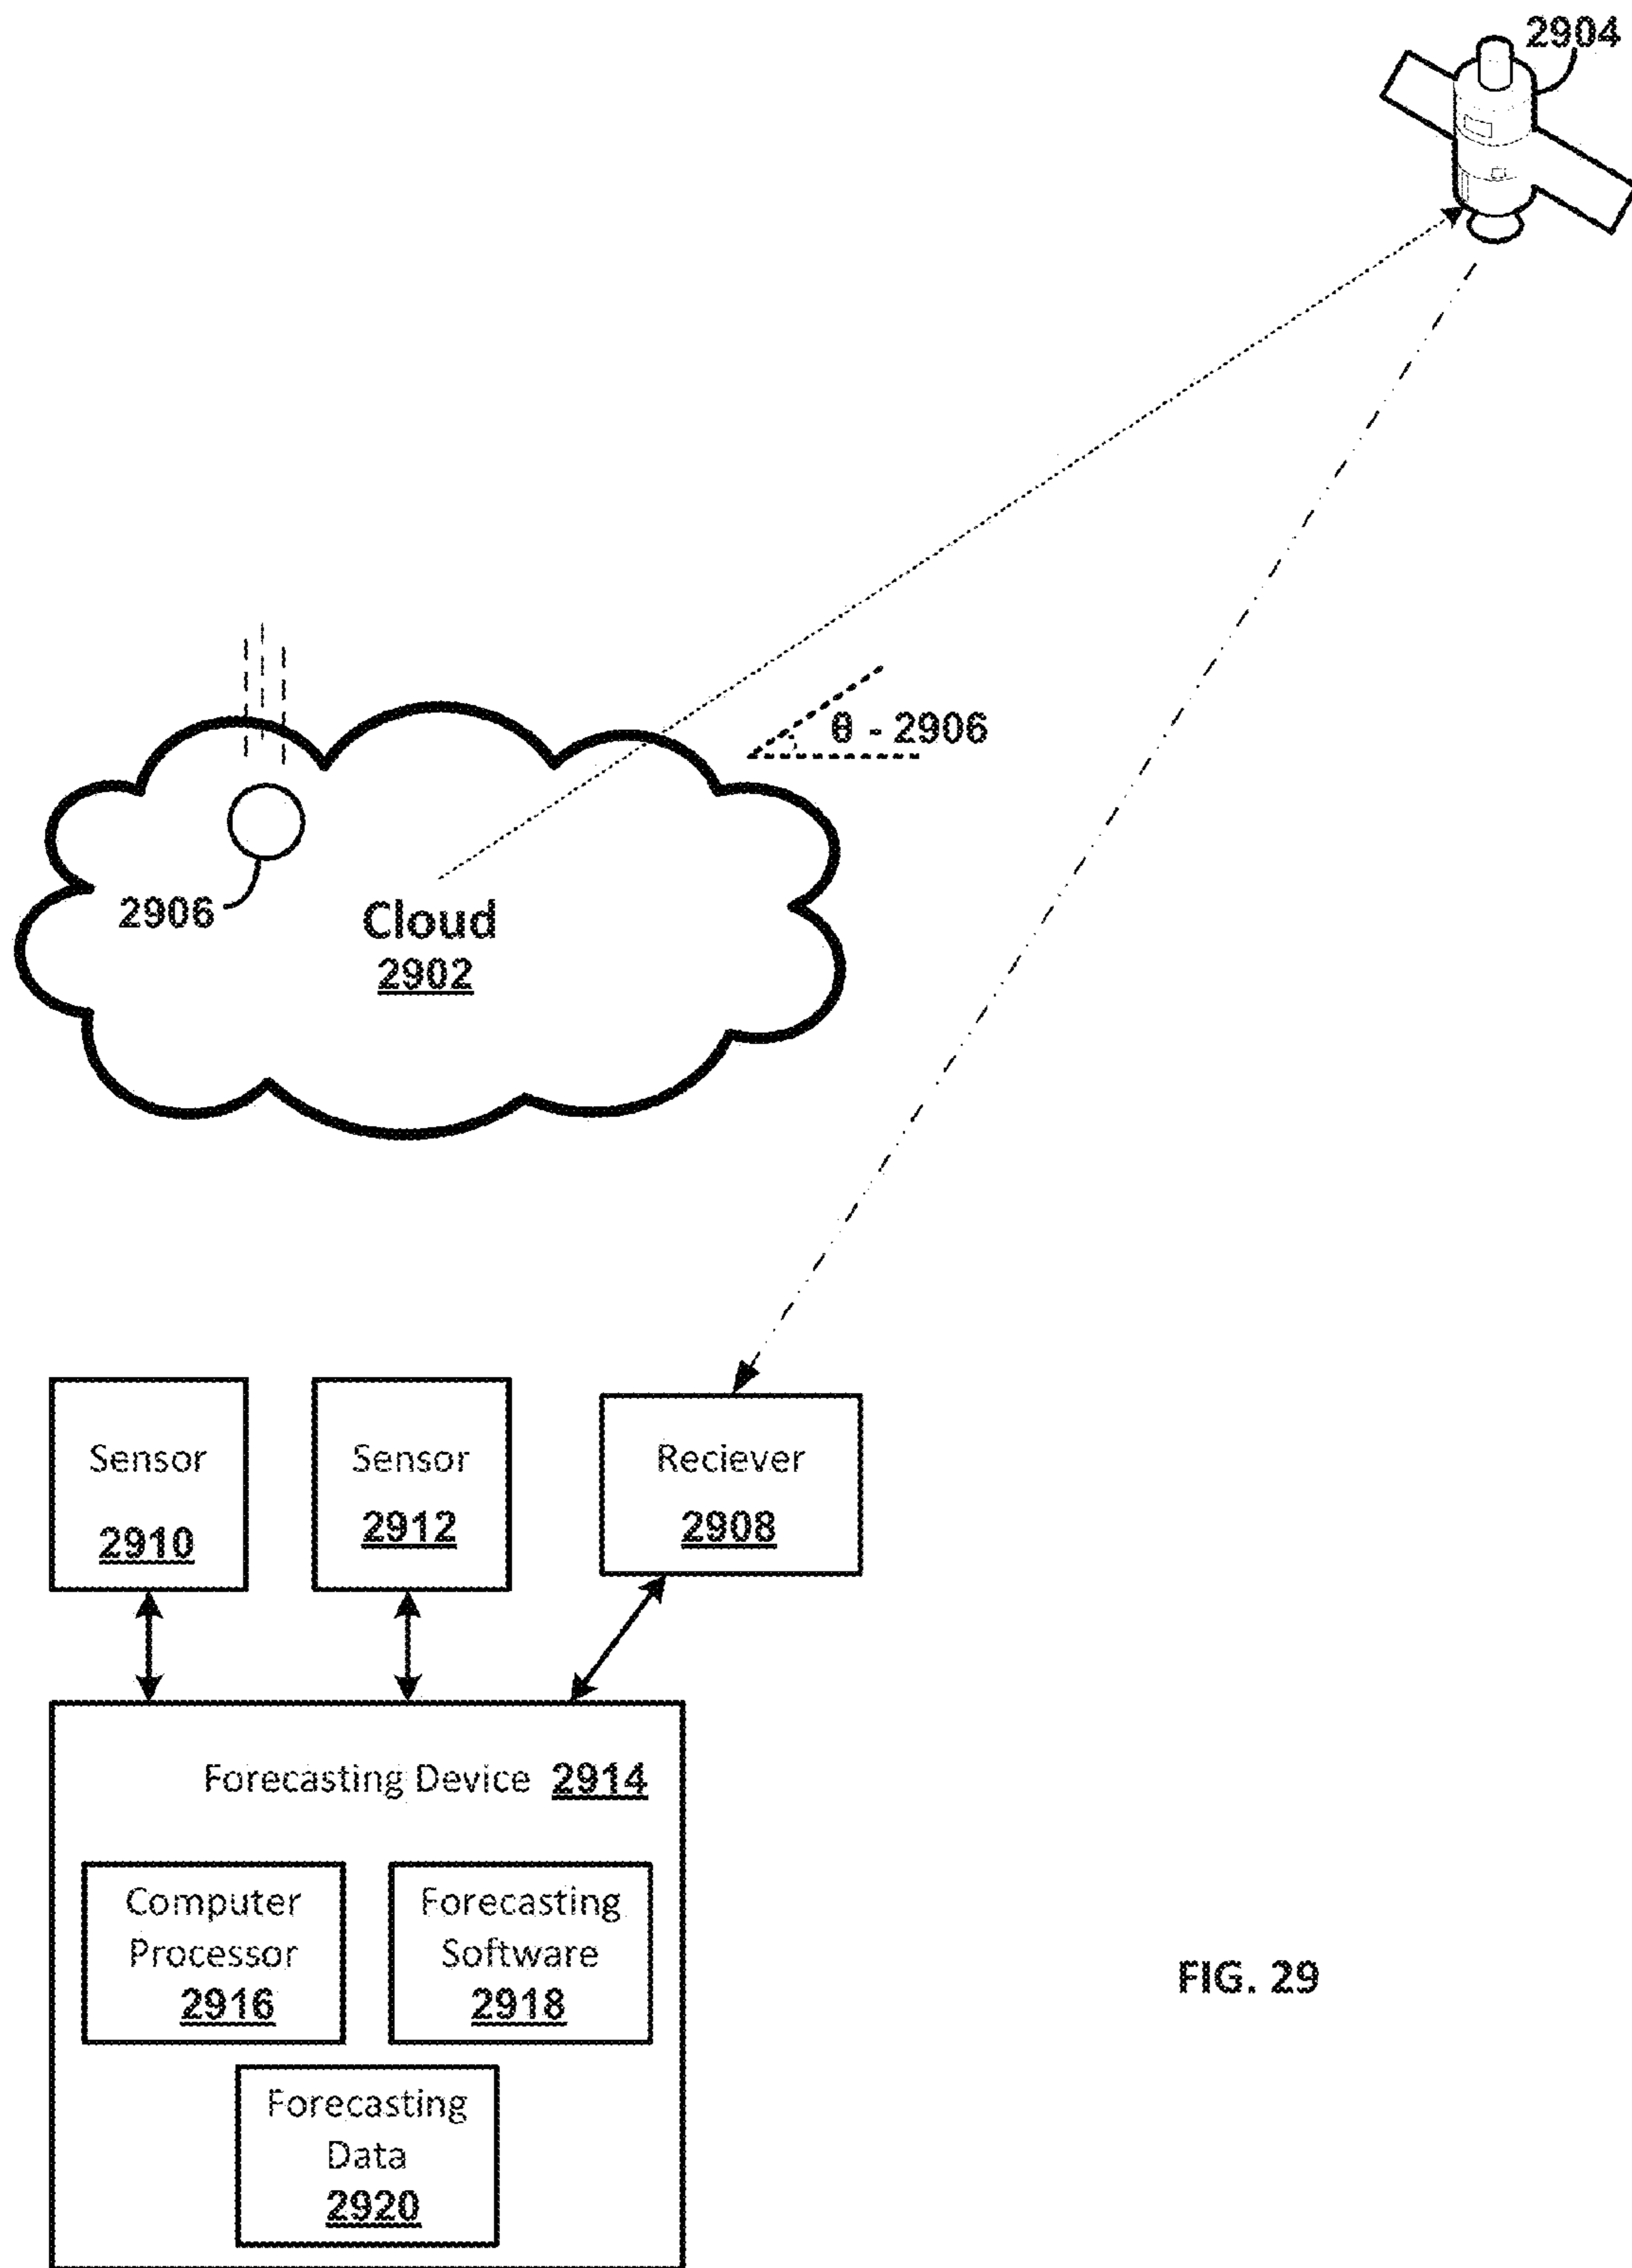 2904
θ - 2906
2906
Cloud
2902
Sensor
2910
Sensor
2912
Reciever
2908
Forecasting Device 2914
Computer
Processor
2916
Forecasting
Software
2918
Forecasting
Data
2920
FIG. 29